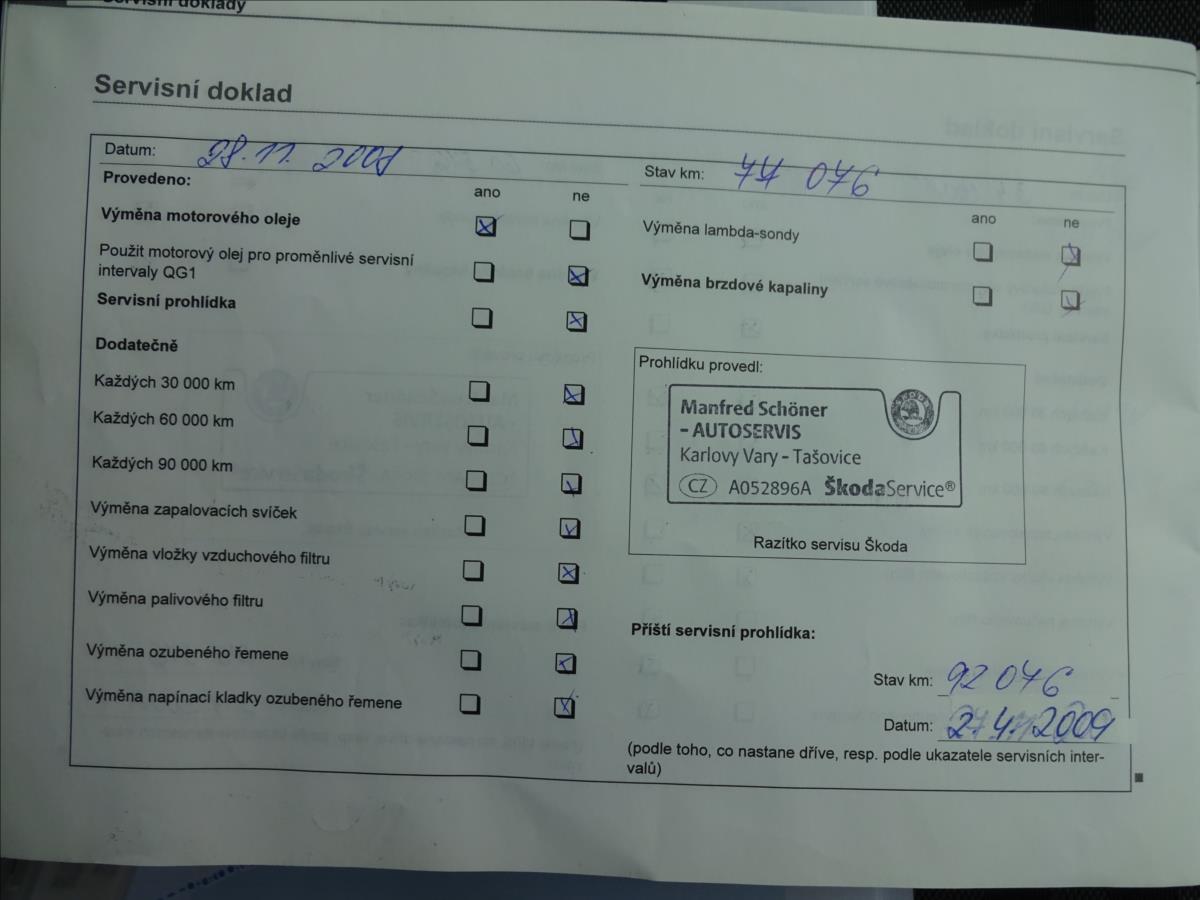 Servisní doklady
Servisní doklad
Datum: 28.11. 2008
Stav km: 77 076
Provedeno:
ano ne
Výměna motorového oleje
Použit motorový olej pro proměnlivé servisní
intervaly QG1
Servisní prohlídka
Dodatečně
Každých 30 000 km
Každých 60 000 km
Každých 90 000 km
Výměna zapalovacích svíček
Výměna vložky vzduchového filtru
Výměna palivového filtru
Výměna ozubeného řemene
Výměna napínací kladky ozubeného řemene
ano ne
Výměna lambda-sondy
Výměna brzdové kapaliny
Prohlídku provedl:
Manfred Schöner
- AUTOSERVIS
Karlovy Vary - Tašovice
CZ A052896A ŠkodaService®
Razítko servisu Škoda
Příští servisní prohlídka:
Stav km: 92 076
Datum: 2009
(podle toho, co nastane dříve, resp. podle ukazatele servisních inter-
valů)